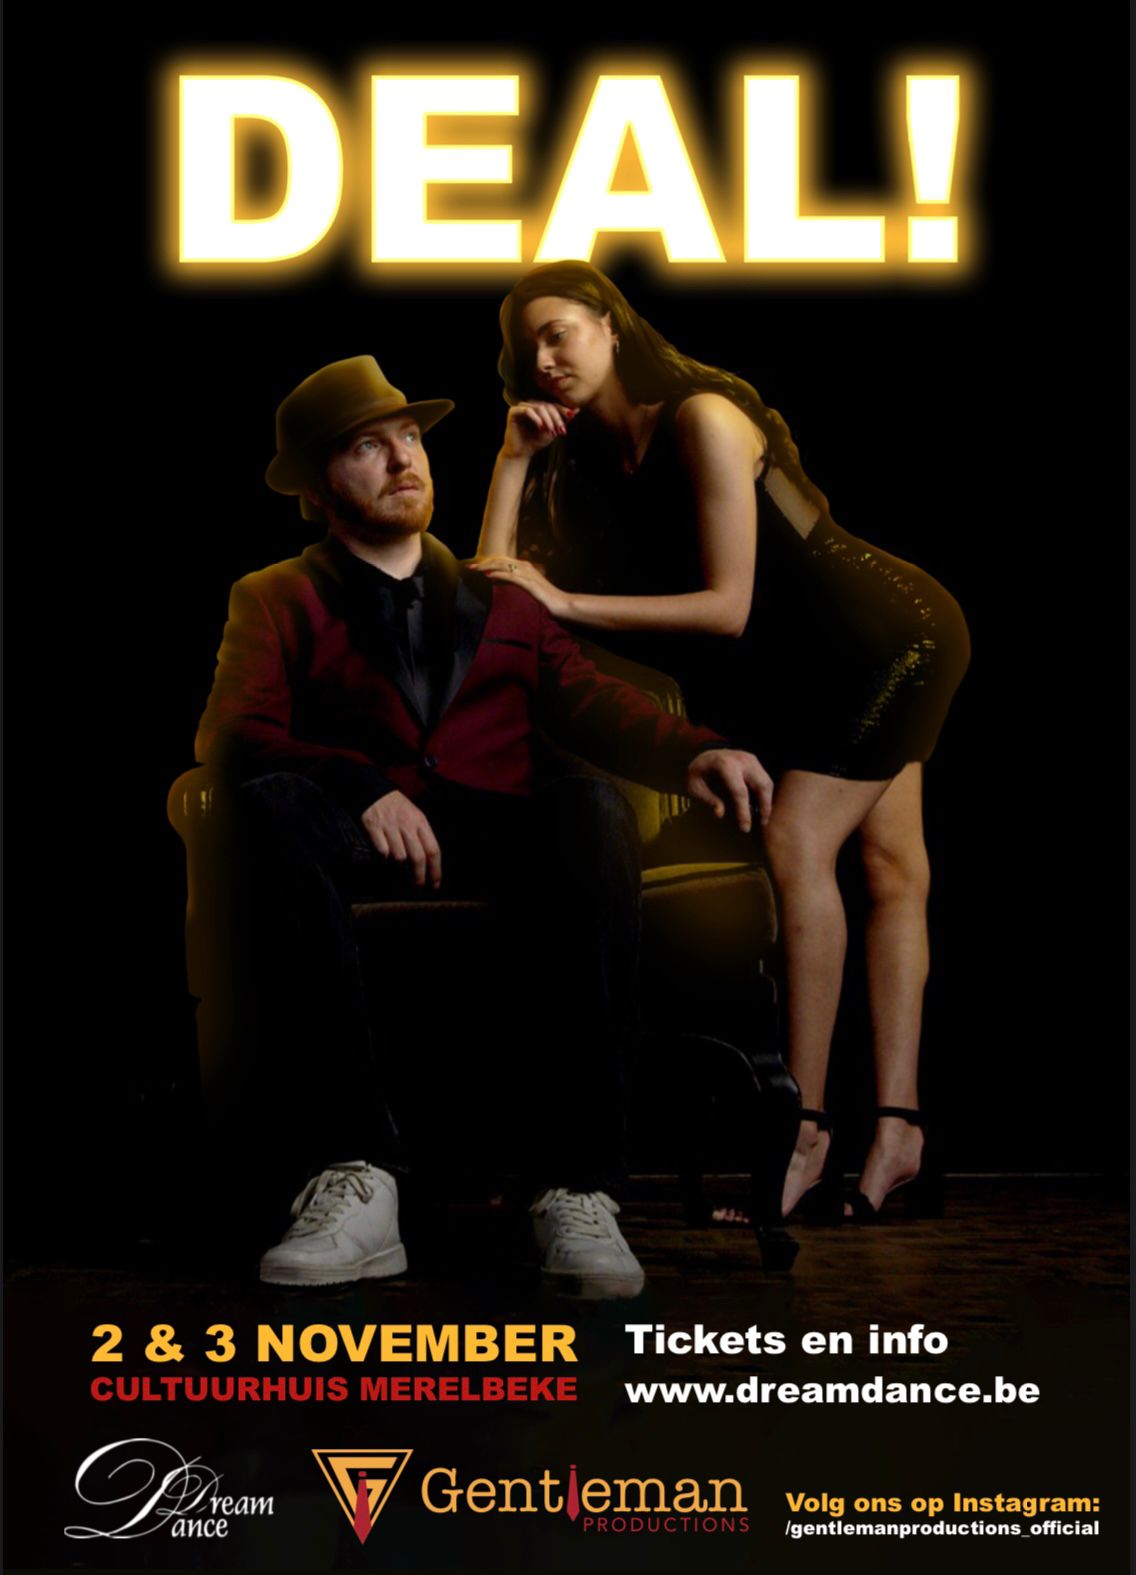 DEAL!
2 & 3 NOVEMBER
CULTUURHUIS MERELBEKE
Tickets en info
www.dreamdance.be
Dream
Dance
Gentleman
PRODUCTIONS
Volg ons op Instagram:
/gentlemanproductions_official